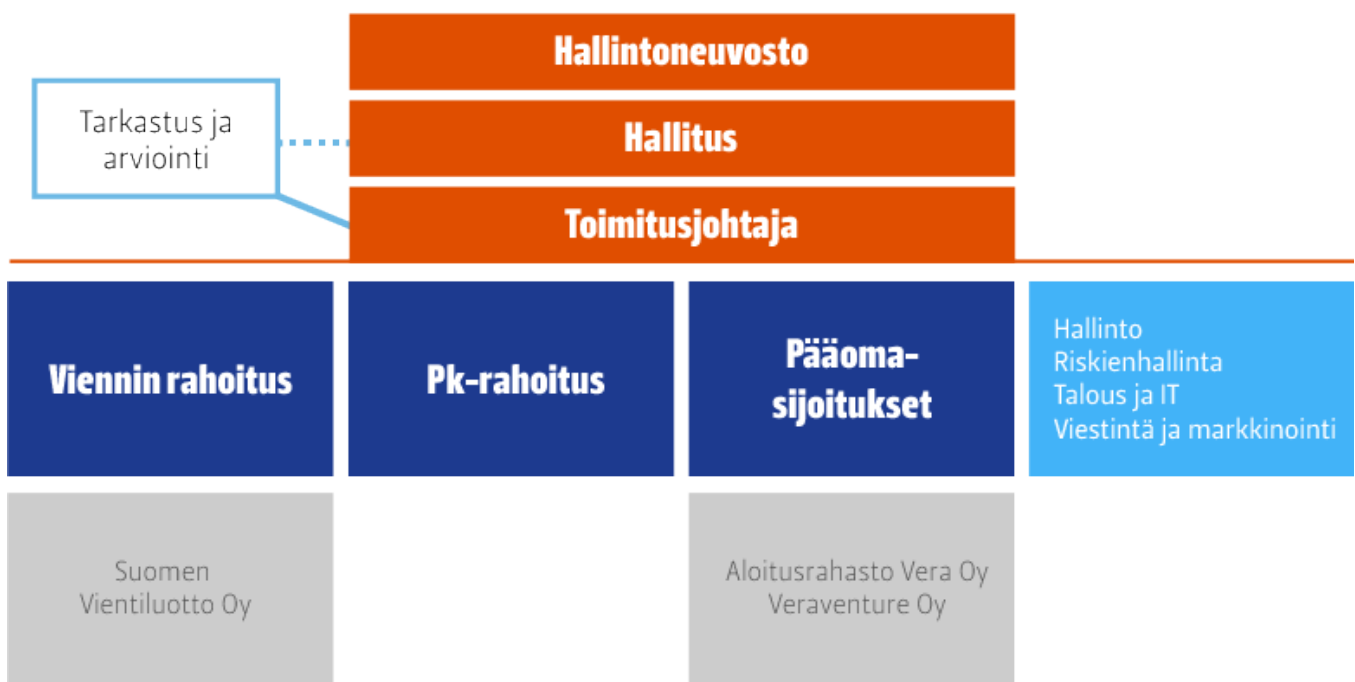 Hallintoneuvosto
Tarkastus ja
arviointi
Hallitus
Toimitusjohtaja
Viennin rahoitus
Pk-rahoitus
Pääoma-
sijoitukset
Hallinto
Riskienhallinta
Talous ja IT
Viestintä ja markkinointi
Suomen
Vientiluotto Oy
Aloitusrahasto Vera Oy
Veraventure Oy